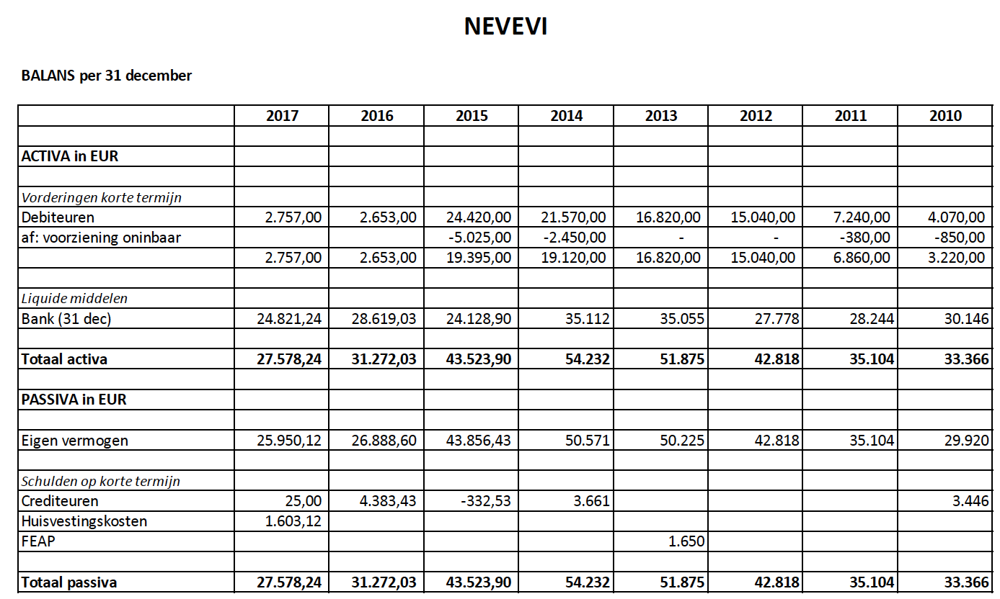 NEVEVI
BALANS per 31 december
2017 2016 2015 2014 2013 2012 2011 2010
ACTIVA in EUR
Vorderingen korte termijn
Debiteuren 2.757,00 2.653,00 24.420,00 21.570,00 16.820,00 15.040,00 7.240,00 4.070,00
af: voorziening oninbaar -5.025,00 -2.450,00 - - -380,00 -850,00
2.757,00 2.653,00 19.395,00 19.120,00 16.820,00 15.040,00 6.860,00 3.220,00
Liquide middelen
Bank (31 dec) 24.821,24 28.619,03 24.128,90 35.112 35.055 27.778 28.244 30.146
Totaal activa 27.578,24 31.272,03 43.523,90 54.232 51.875 42.818 35.104 33.366
PASSIVA in EUR
Eigen vermogen 25.950,12 26.888,60 43.856,43 50.571 50.225 42.818 35.104 29.920
Schulden op korte termijn
Crediteuren 25,00 4.383,43 -332,53 3.661 3.446
Huisvestingskosten 1.603,12
FEAP 1.650
Totaal passiva 27.578,24 31.272,03 43.523,90 54.232 51.875 42.818 35.104 33.366